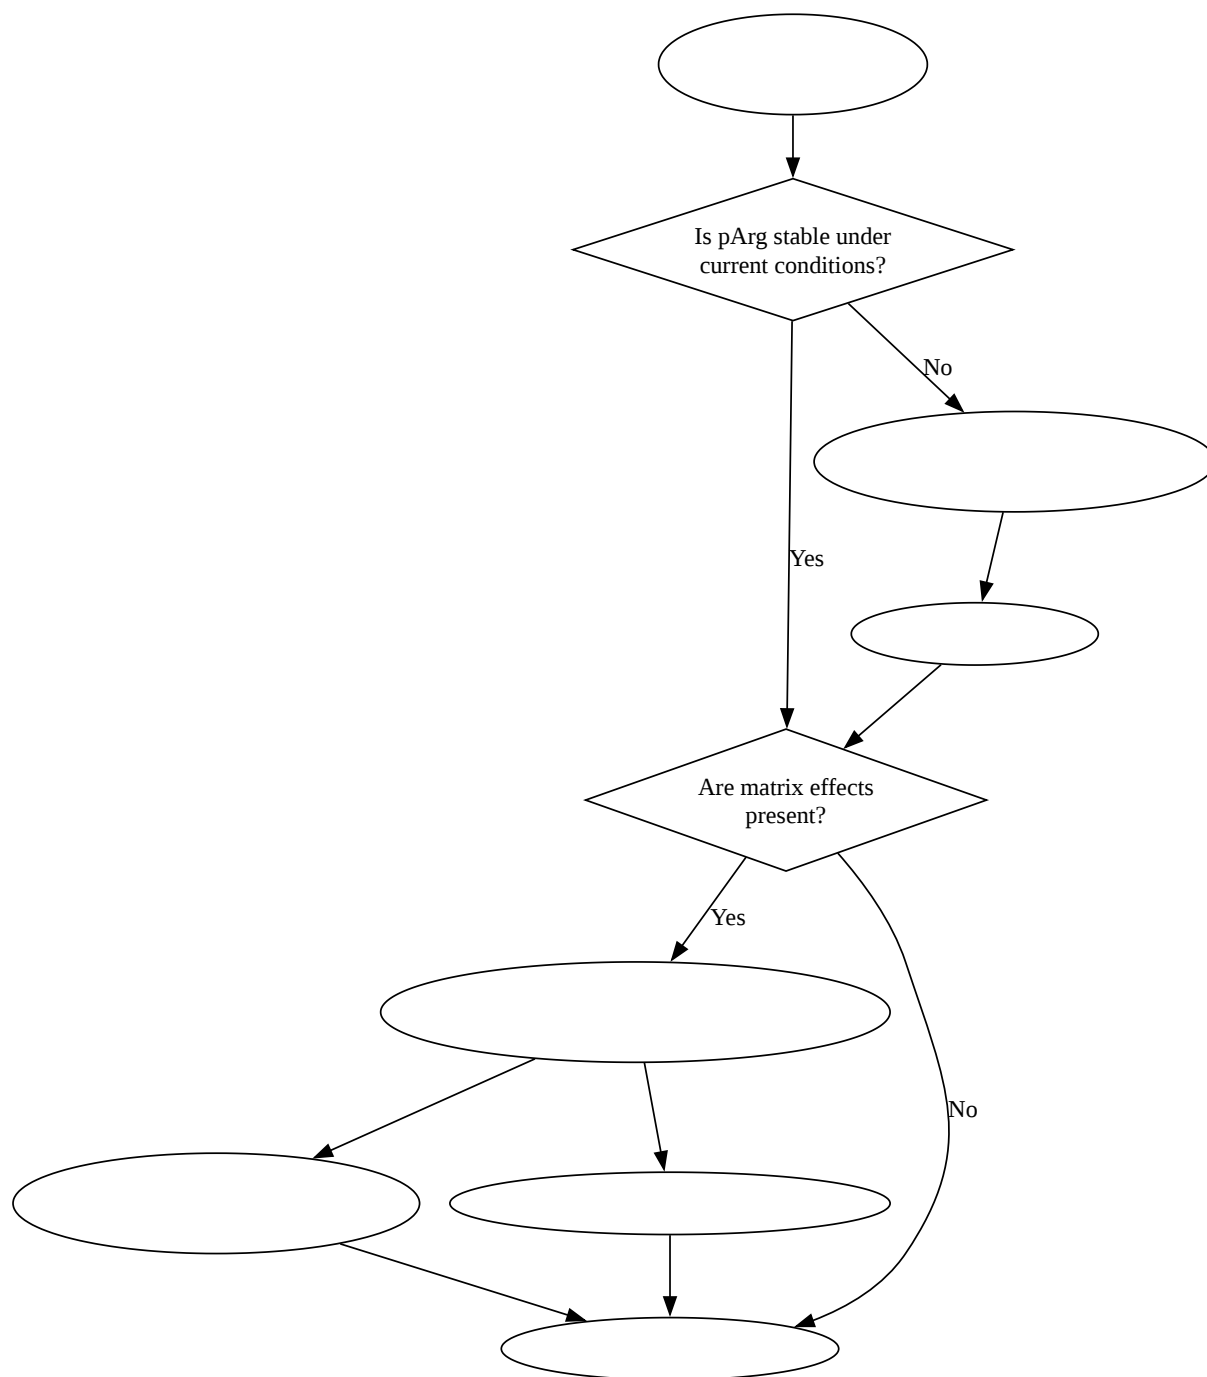 Is pArg stable under
current conditions?
No
Yes
Are matrix effects
present?
Yes
No